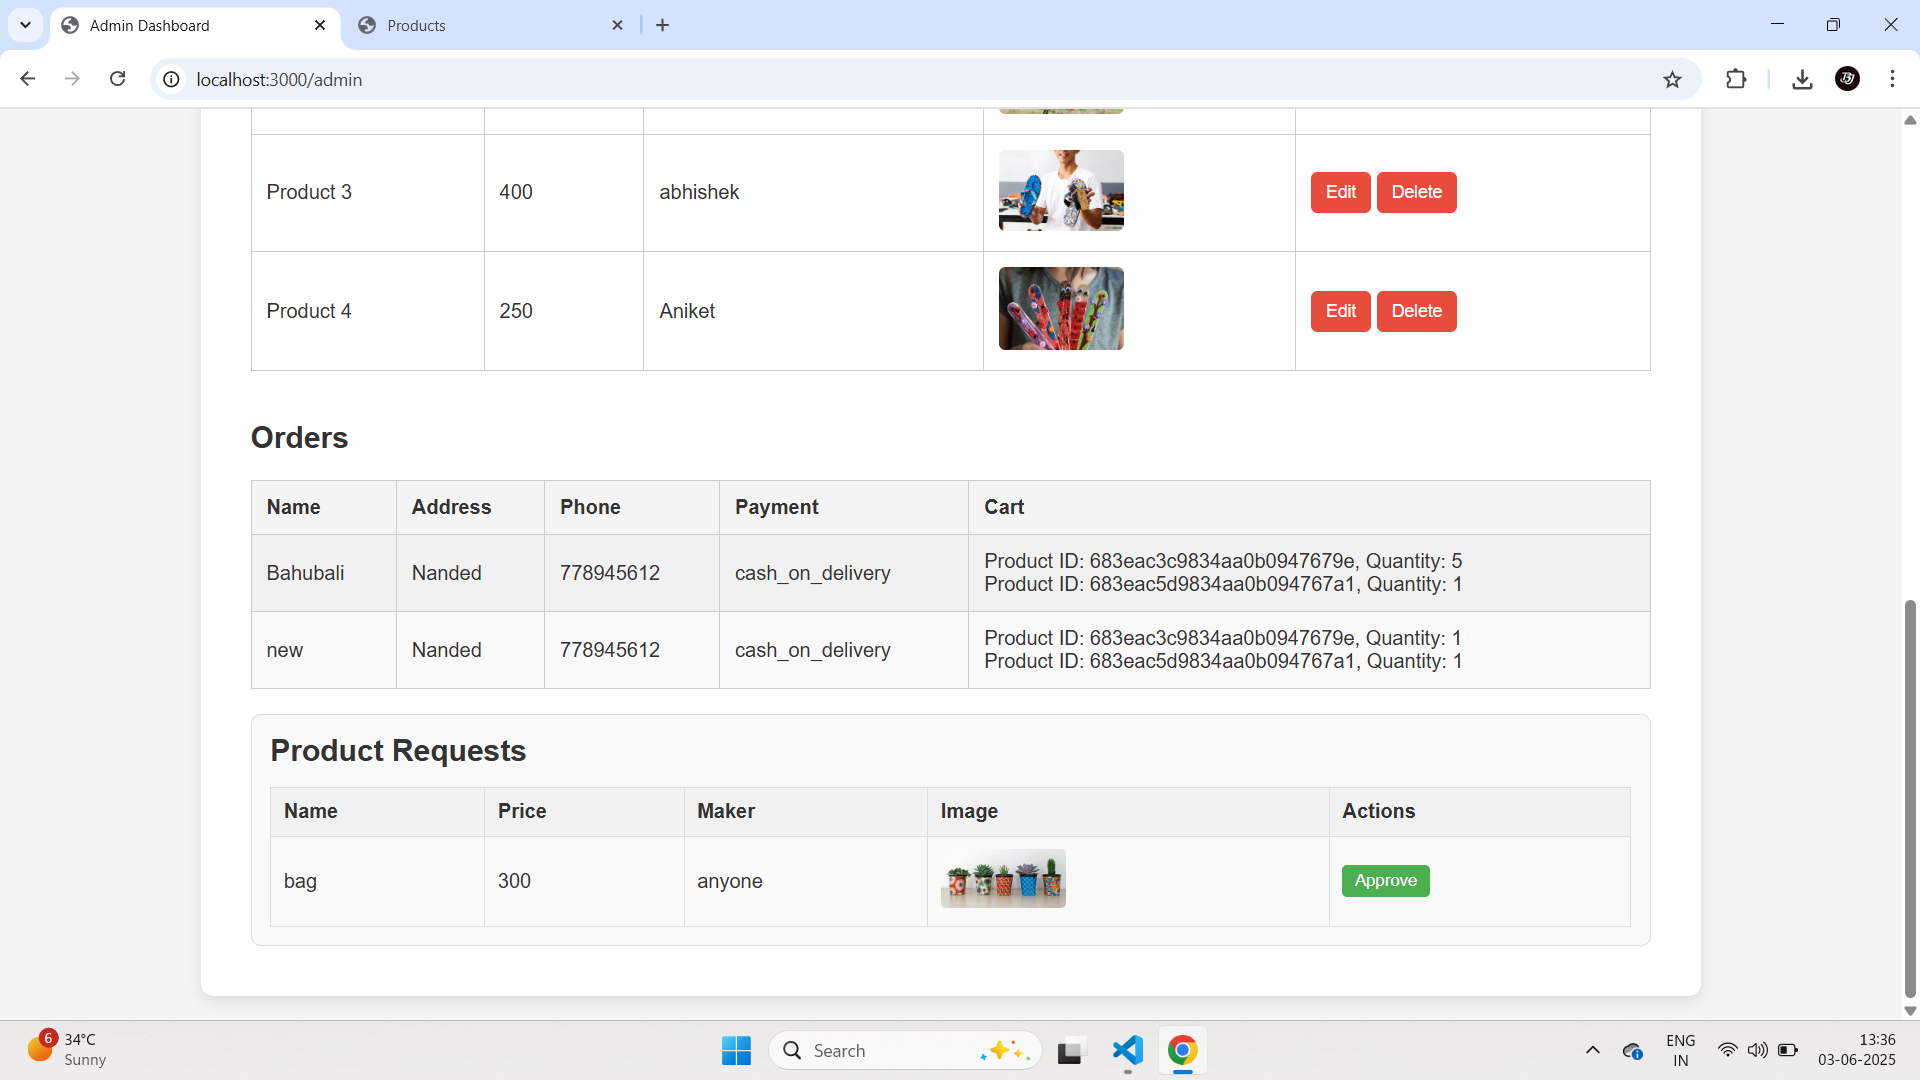 Admin Dashboard
Products
localhost:3000/admin
Product 3 400 abhishek Edit Delete
Product 4 250 Aniket Edit Delete
Orders
Name Address Phone Payment Cart
Bahubali Nanded 778945612 cash_on_delivery Product ID: 683eac3c9834aa0b0947679e, Quantity: 5
Product ID: 683eac5d9834aa0b094767a1, Quantity: 1
new Nanded 778945612 cash_on_delivery Product ID: 683eac3c9834aa0b0947679e, Quantity: 1
Product ID: 683eac5d9834aa0b094767a1, Quantity: 1
Product Requests
Name Price Maker Image Actions
bag 300 anyone Approve
6
34°C
Sunny
Search
ENG
IN
13:36
03-06-2025